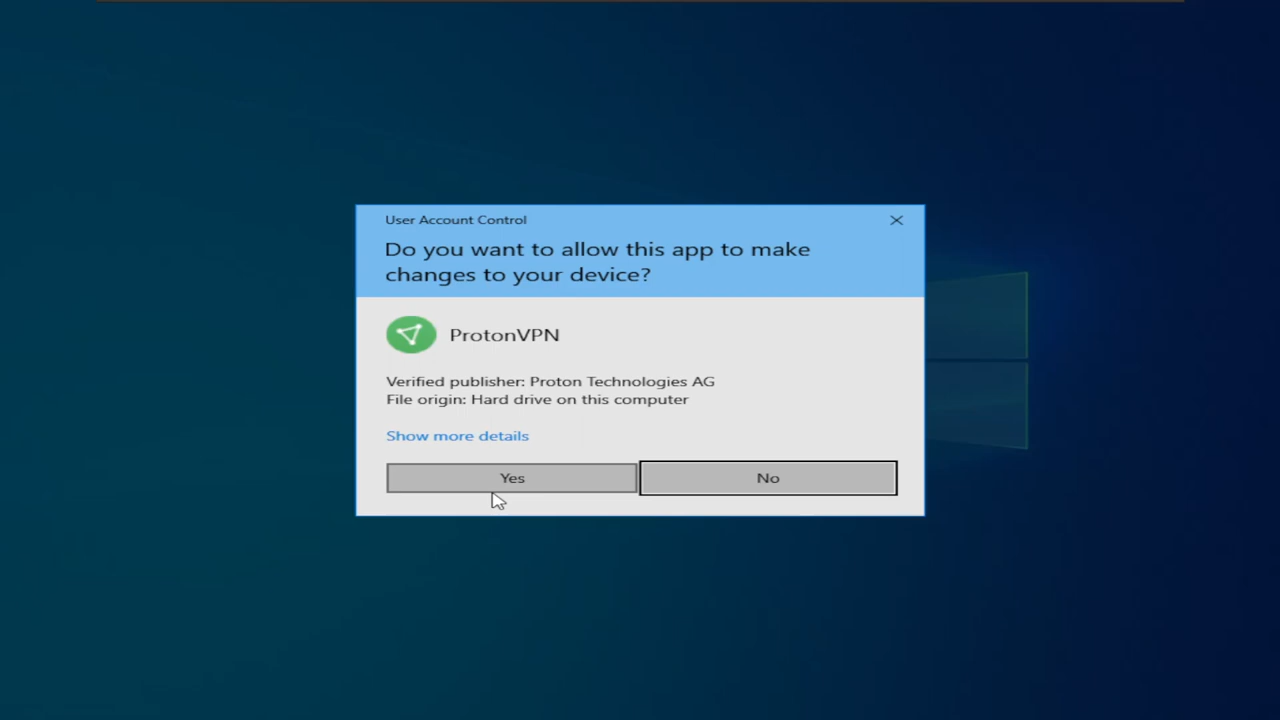 User Account Control
Do you want to allow this app to make
changes to your device?
ProtonVPN
Verified publisher: Proton Technologies AG
File origin: Hard drive on this computer
Show more details
Yes
No